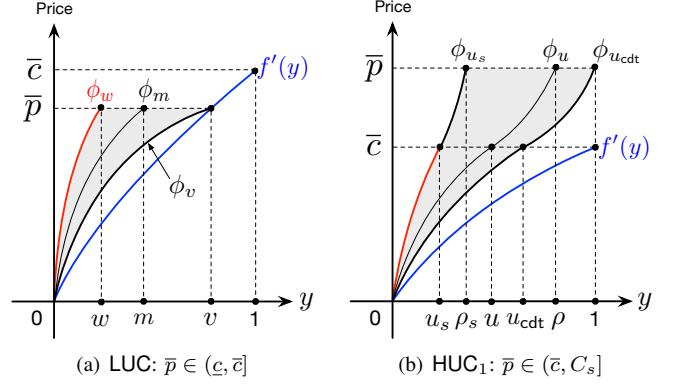 Price
c̅
f′(y)
ϕ_w
ϕ_m
p̅
ϕ_v
0
w
m
v
1
y
(a) LUC: p̅ ∈ (c̲, c̅]
Price
ϕ_{u_s}
ϕ_u
ϕ_{u_cdt}
p̅
c̅
f′(y)
0
u_s
ρ_s
u
u_cdt
ρ
1
y
(b) HUC₁: p̅ ∈ (c̅, C_s]